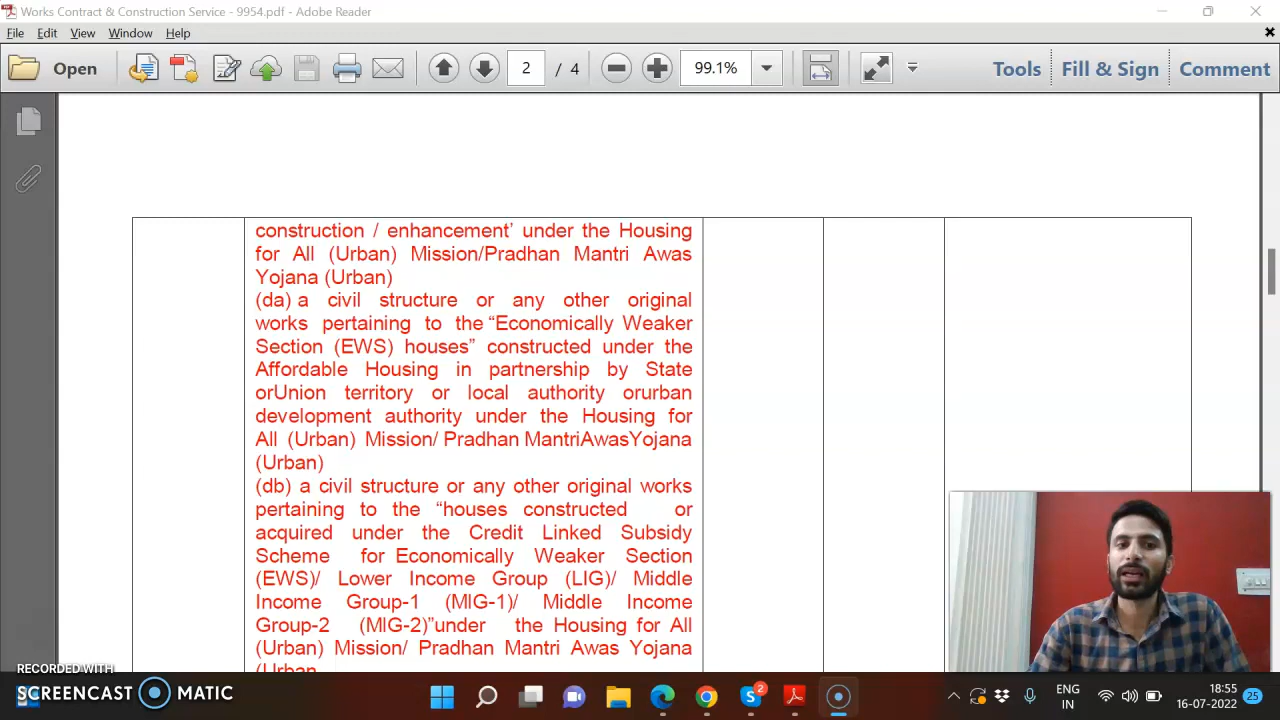 Works Contract & Construction Service - 9954.pdf - Adobe Reader
File Edit View Window Help
Open 2 / 4 99.1% Tools Fill & Sign Comment
construction / enhancement’ under the Housing
for All (Urban) Mission/Pradhan Mantri Awas
Yojana (Urban)
(da) a civil structure or any other original
works pertaining to the “Economically Weaker
Section (EWS) houses” constructed under the
Affordable Housing in partnership by State
orUnion territory or local authority orurban
development authority under the Housing for
All (Urban) Mission/ Pradhan MantriAwasYojana
(Urban)
(db) a civil structure or any other original works
pertaining to the “houses constructed or
acquired under the Credit Linked Subsidy
Scheme for Economically Weaker Section
(EWS)/ Lower Income Group (LIG)/ Middle
Income Group-1 (MIG-1)/ Middle Income
Group-2 (MIG-2)”under the Housing for All
(Urban) Mission/ Pradhan Mantri Awas Yojana
(Urban
RECORDED WITH
SCREENCAST MATIC
2
ENG
IN
18:55
16-07-2022
25